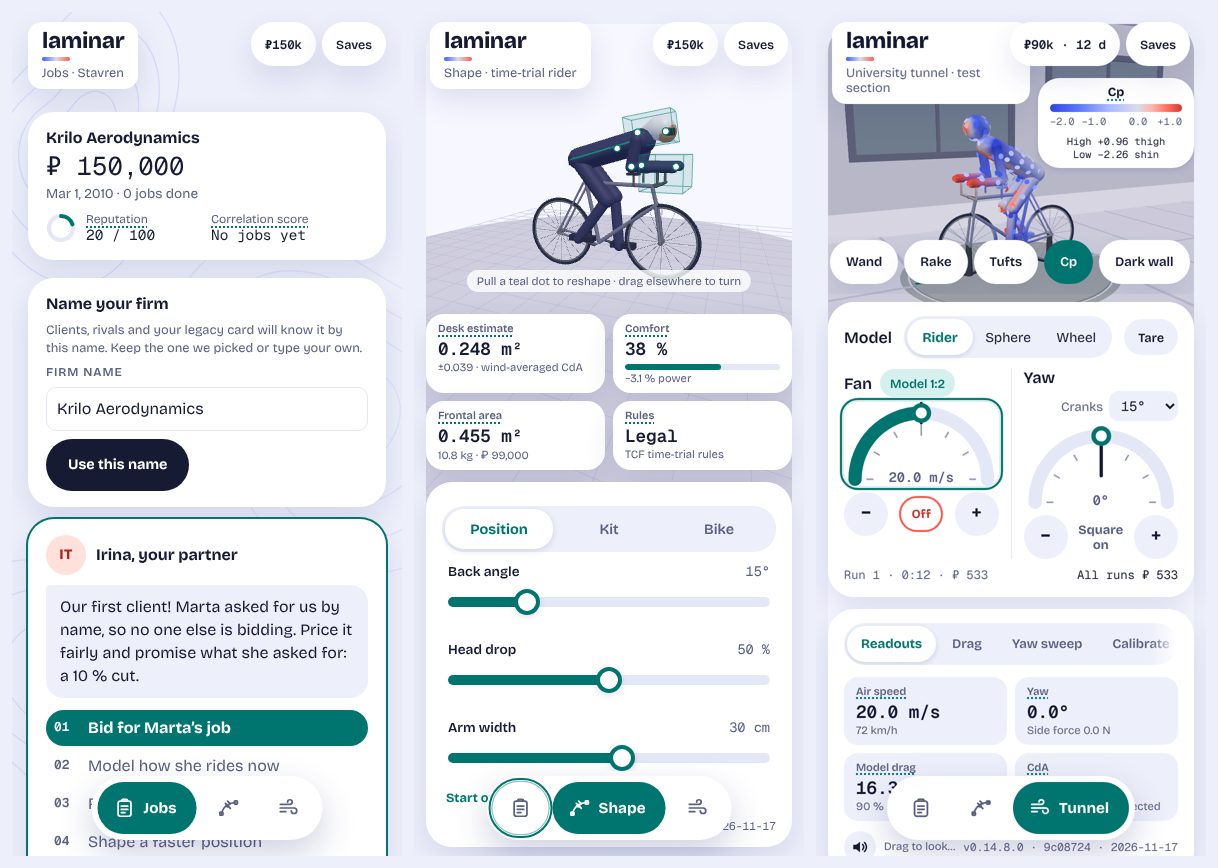 laminar
Jobs · Stavren
₽150k
Saves
Krilo Aerodynamics
₽ 150,000
Mar 1, 2010 · 0 jobs done
Reputation
20 / 100
Correlation score
No jobs yet
Name your firm
Clients, rivals and your legacy card will know it by
this name. Keep the one we picked or type your own.
FIRM NAME
Krilo Aerodynamics
Use this name
IT
Irina, your partner
Our first client! Marta asked for us by
name, so no one else is bidding. Price it
fairly and promise what she asked for:
a 10 % cut.
01 Bid for Marta's job
02 Model how she rides now
03
04 Shape a faster position
Jobs
laminar
Shape · time-trial rider
₽150k
Saves
Pull a teal dot to reshape · drag elsewhere to turn
Desk estimate
0.248 m²
±0.039 · wind-averaged CdA
Comfort
38 %
−3.1 % power
Frontal area
0.455 m²
10.8 kg · ₽ 99,000
Rules
Legal
TCF time-trial rules
Position
Kit
Bike
Back angle
15°
Head drop
50 %
Arm width
30 cm
Start
Shape
26-11-17
laminar
University tunnel · test
section
₽90k · 12 d
Saves
Cp
−2.0 −1.0 0.0 +1.0
High +0.96 thigh
Low −2.26 shin
Wand
Rake
Tufts
Cp
Dark wall
Model
Rider
Sphere
Wheel
Tare
Fan
Model 1:2
20.0 m/s
−
Off
+
Yaw
Cranks
15°
0°
−
Square
on
+
Run 1 · 0:12 · ₽ 533
All runs ₽ 533
Readouts
Drag
Yaw sweep
Calibrate
Air speed
20.0 m/s
72 km/h
Yaw
0.0°
Side force 0.0 N
Model drag
16.3
90 %
CdA
ected
Tunnel
Drag to look… v0.14.8.0 · 9c08724 · 2026-11-17